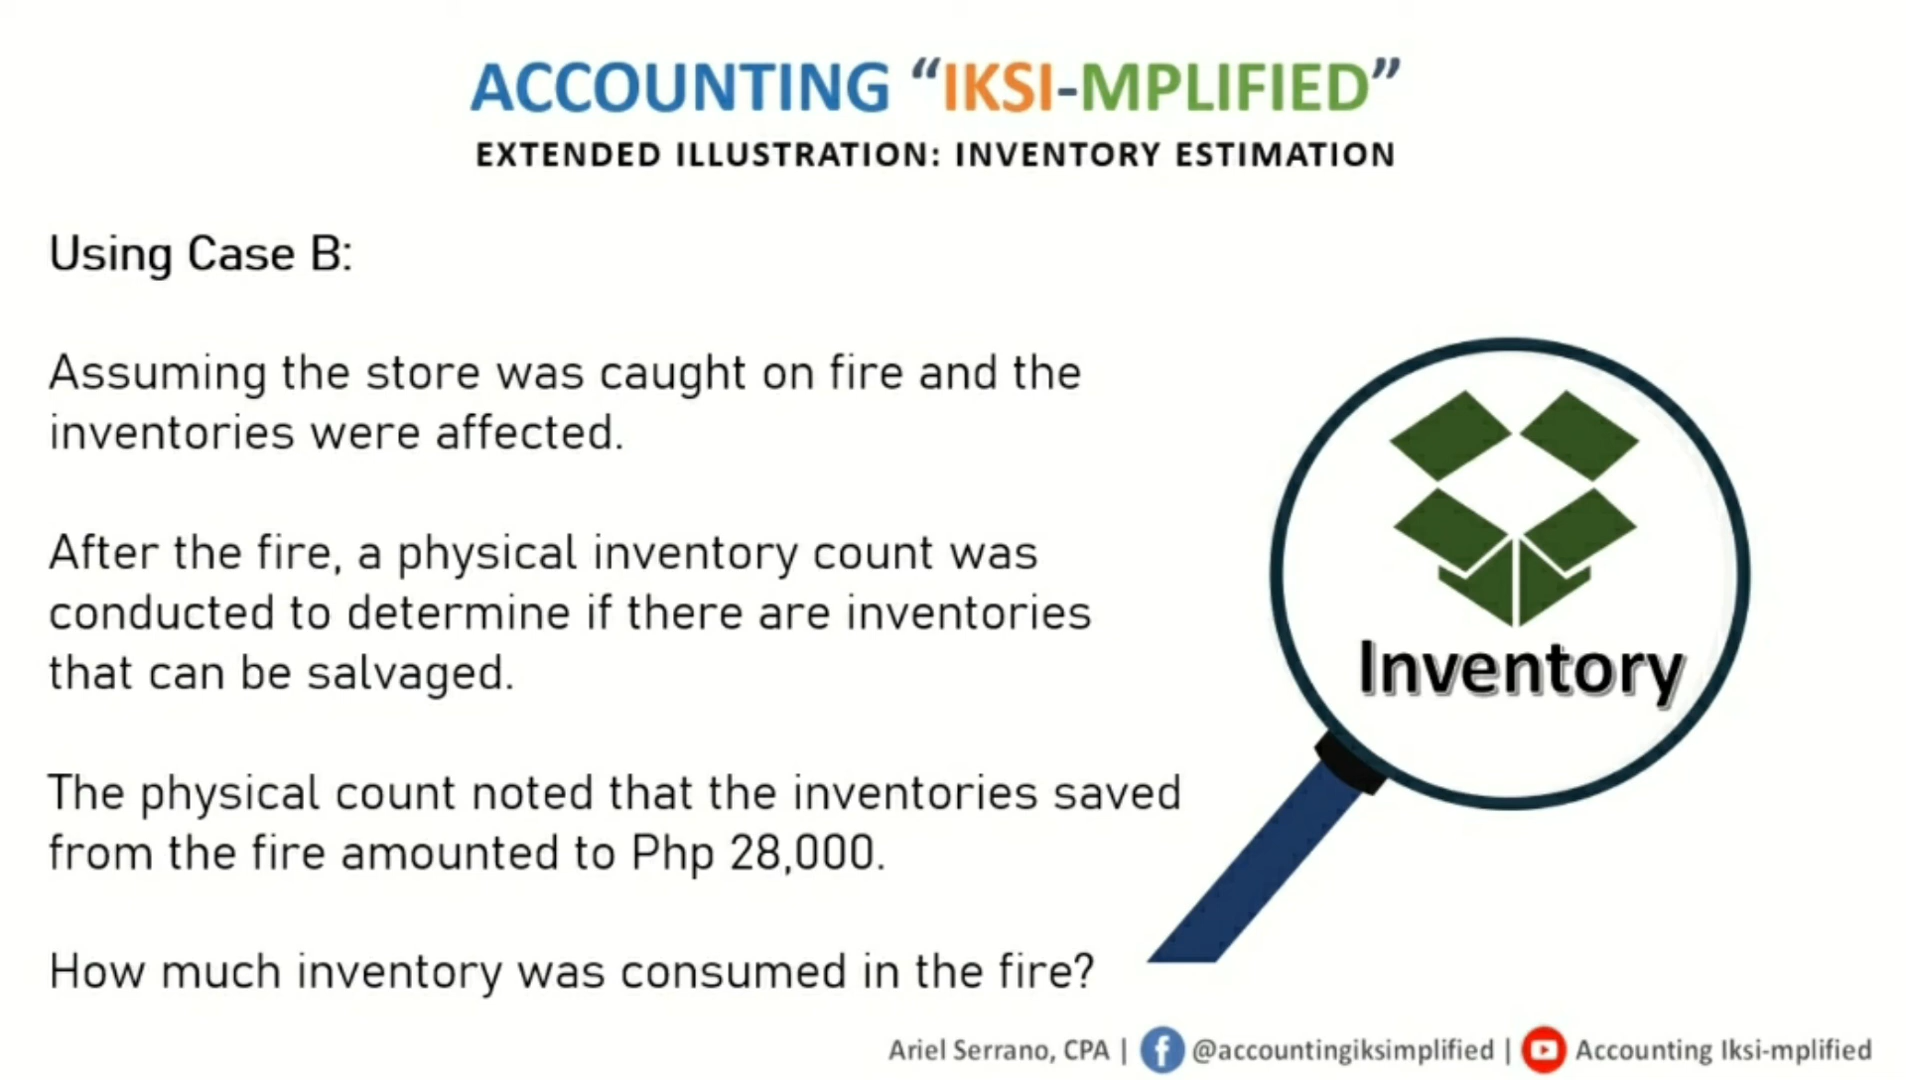 ACCOUNTING “IKSI-MPLIFIED”
EXTENDED ILLUSTRATION: INVENTORY ESTIMATION
Using Case B:
Assuming the store was caught on fire and the
inventories were affected.
After the fire, a physical inventory count was
conducted to determine if there are inventories
that can be salvaged.
The physical count noted that the inventories saved
from the fire amounted to Php 28,000.
How much inventory was consumed in the fire?
Inventory
Ariel Serrano, CPA | f @accountingiksimplified | Accounting Iksi-mplified